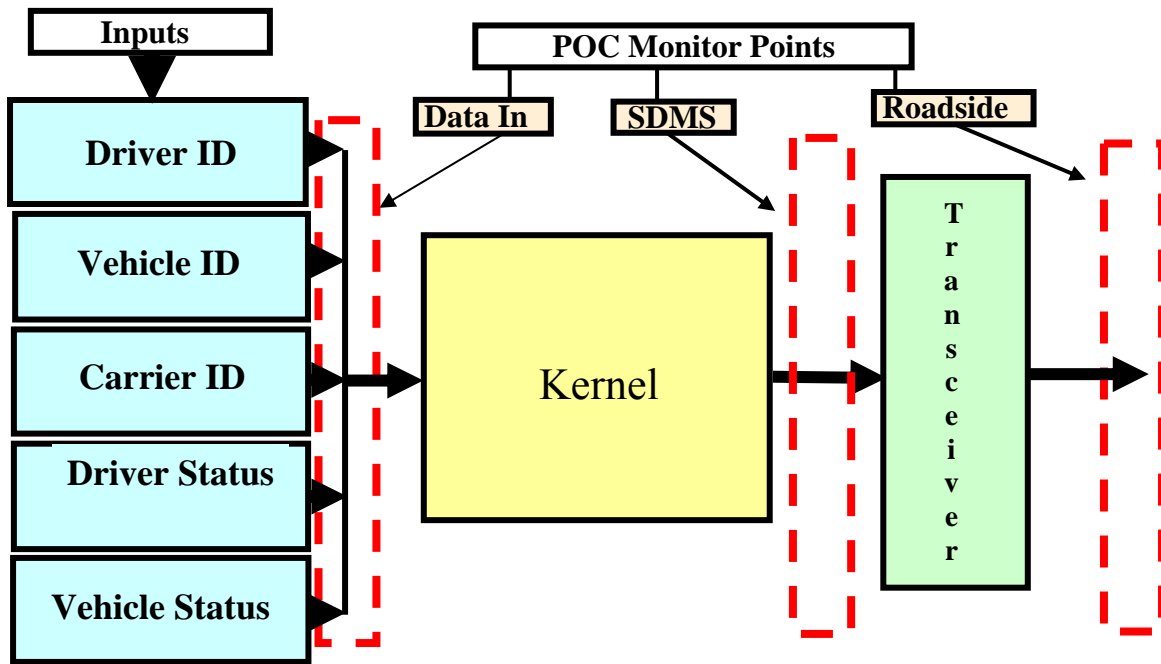 Inputs
POC Monitor Points
Data In
SDMS
Roadside
Driver ID
Vehicle ID
Carrier ID
Driver Status
Vehicle Status
Kernel
Transceiver